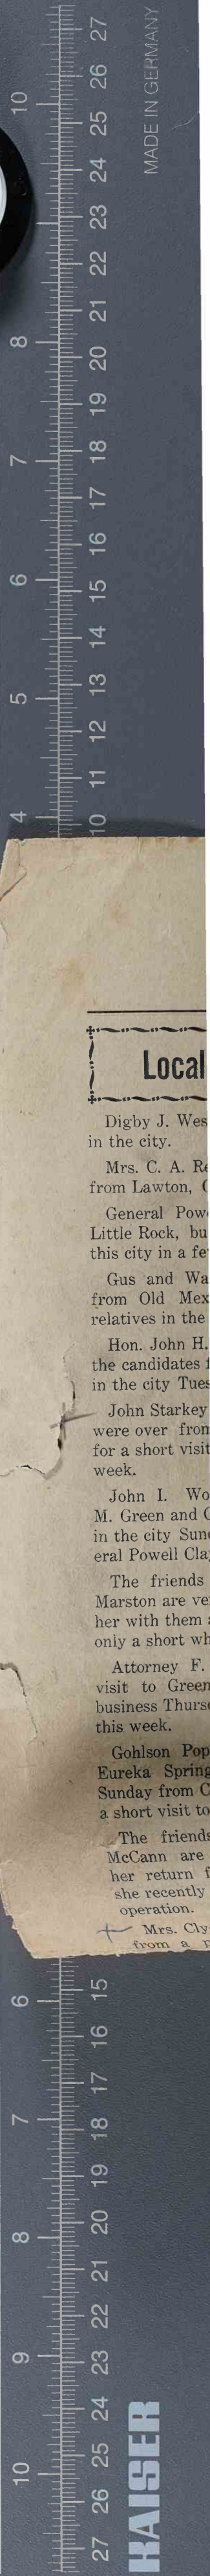 MADE IN GERMANY
27
26
10
25
24
23
22
21
8
20
19
7
18
17
16
6
15
14
5
13
12
11
4
10
Local
Digby J. Wes
in the city.
Mrs. C. A. Re
from Lawton,
General Powe
Little Rock, bu
this city in a fe
Gus and Wa
from Old Mex
relatives in the
Hon. John H.
the candidates
in the city Tues
John Starkey
were over from
for a short visit
week.
John I. Wo
M. Green and
in the city Sun
eral Powell Cla
The friends
Marston are ve
her with them
only a short wh
Attorney F.
visit to Green
business Thurs
this week.
Gohlson Pop
Eureka Spring
Sunday from C
a short visit to
The friends
McCann are
her return f
she recently
operation.
Mrs. Cly
from a
15
6
16
17
7
18
19
8
20
21
22
9
23
24
25
10
26
27
KAISER